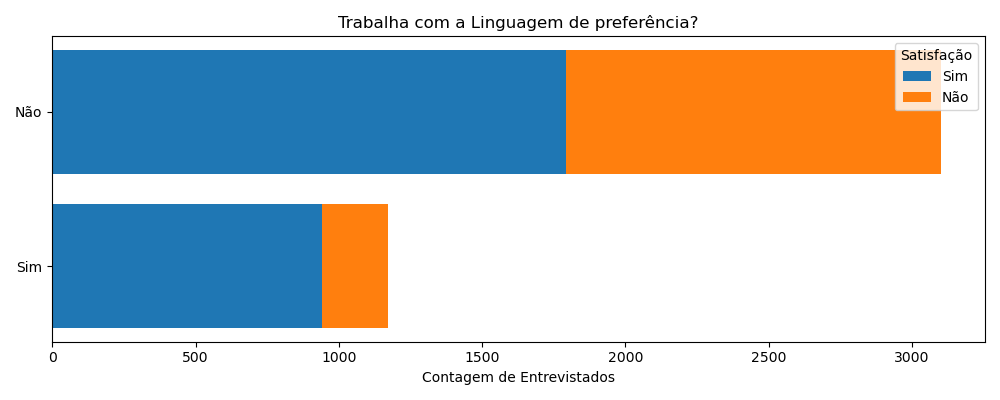 Trabalha com a Linguagem de preferência?
Satisfação
Sim
Não
Não
Sim
0 500 1000 1500 2000 2500 3000
Contagem de Entrevistados